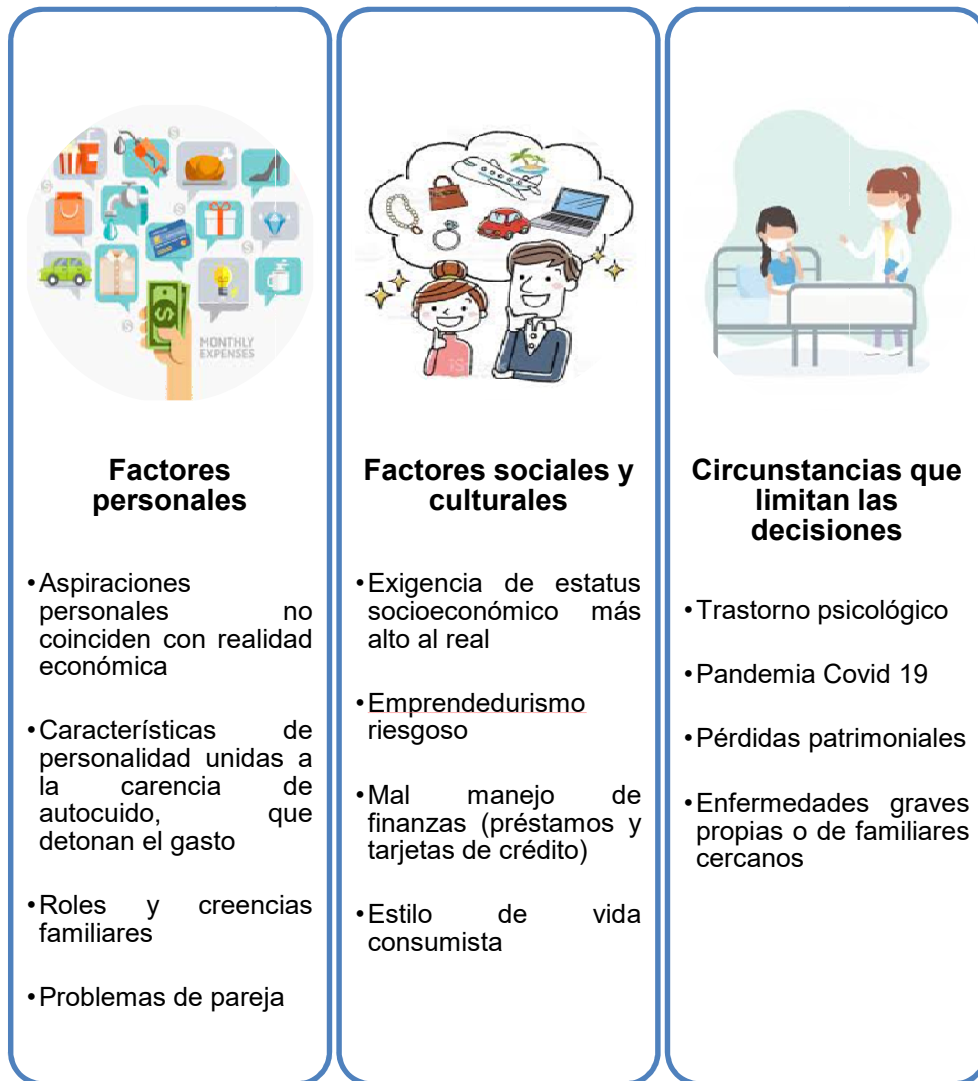 MONTHLY
EXPENSES
Factores
personales
•Aspiraciones
personales no
coinciden con realidad
económica
•Características de
personalidad unidas a
la carencia de
autocuido, que
detonan el gasto
•Roles y creencias
familiares
•Problemas de pareja
Factores sociales y
culturales
•Exigencia de estatus
socioeconómico más
alto al real
•Emprendedurismo
riesgoso
•Mal manejo de
finanzas (préstamos y
tarjetas de crédito)
•Estilo de vida
consumista
Circunstancias que
limitan las
decisiones
•Trastorno psicológico
•Pandemia Covid 19
•Pérdidas patrimoniales
•Enfermedades graves
propias o de familiares
cercanos